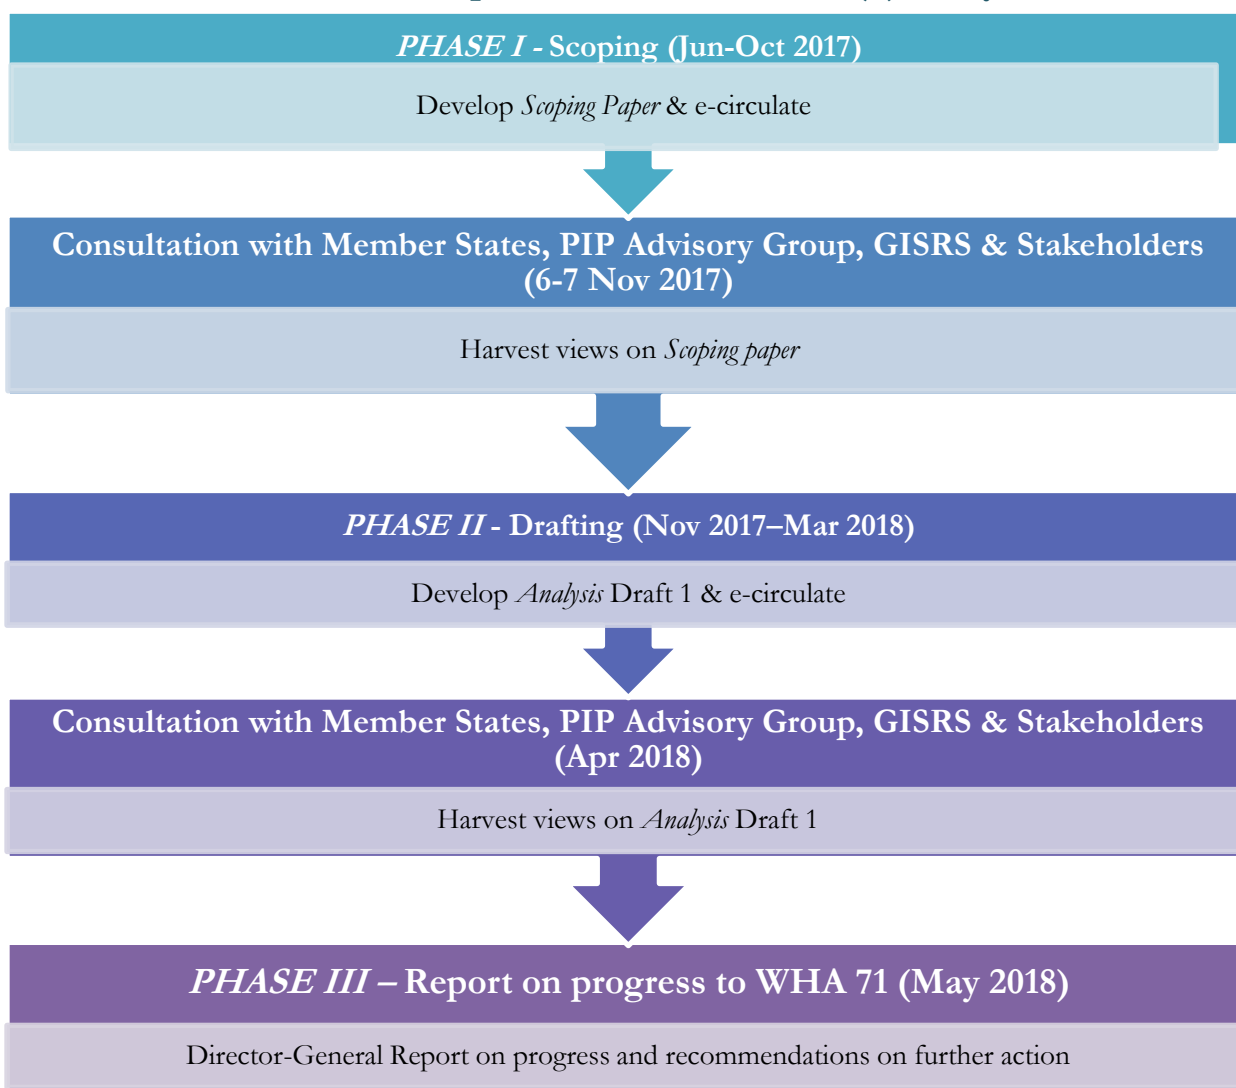 PHASE I - Scoping (Jun-Oct 2017)
Develop Scoping Paper & e-circulate
Consultation with Member States, PIP Advisory Group, GISRS & Stakeholders
(6-7 Nov 2017)
Harvest views on Scoping paper
PHASE II - Drafting (Nov 2017–Mar 2018)
Develop Analysis Draft 1 & e-circulate
Consultation with Member States, PIP Advisory Group, GISRS & Stakeholders
(Apr 2018)
Harvest views on Analysis Draft 1
PHASE III – Report on progress to WHA 71 (May 2018)
Director-General Report on progress and recommendations on further action